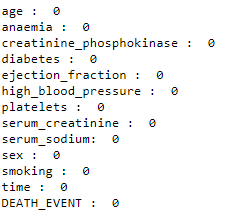 age :  0
anaemia :  0
creatinine_phosphokinase :  0
diabetes :  0
ejection_fraction :  0
high_blood_pressure :  0
platelets :  0
serum_creatinine :  0
serum_sodium:  0
sex :  0
smoking :  0
time :  0
DEATH_EVENT :  0